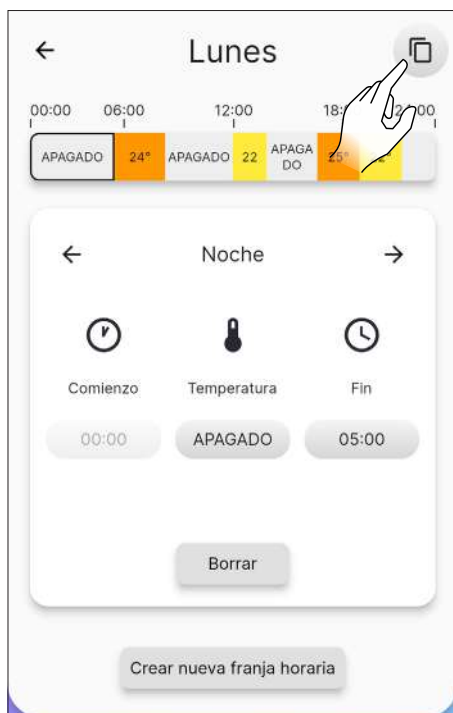 Lunes
00:00 06:00 12:00 18: 00
APAGADO 24° APAGADO 22 APAGA
DO 25°
Noche
Comienzo Temperatura Fin
00:00 APAGADO 05:00
Borrar
Crear nueva franja horaria